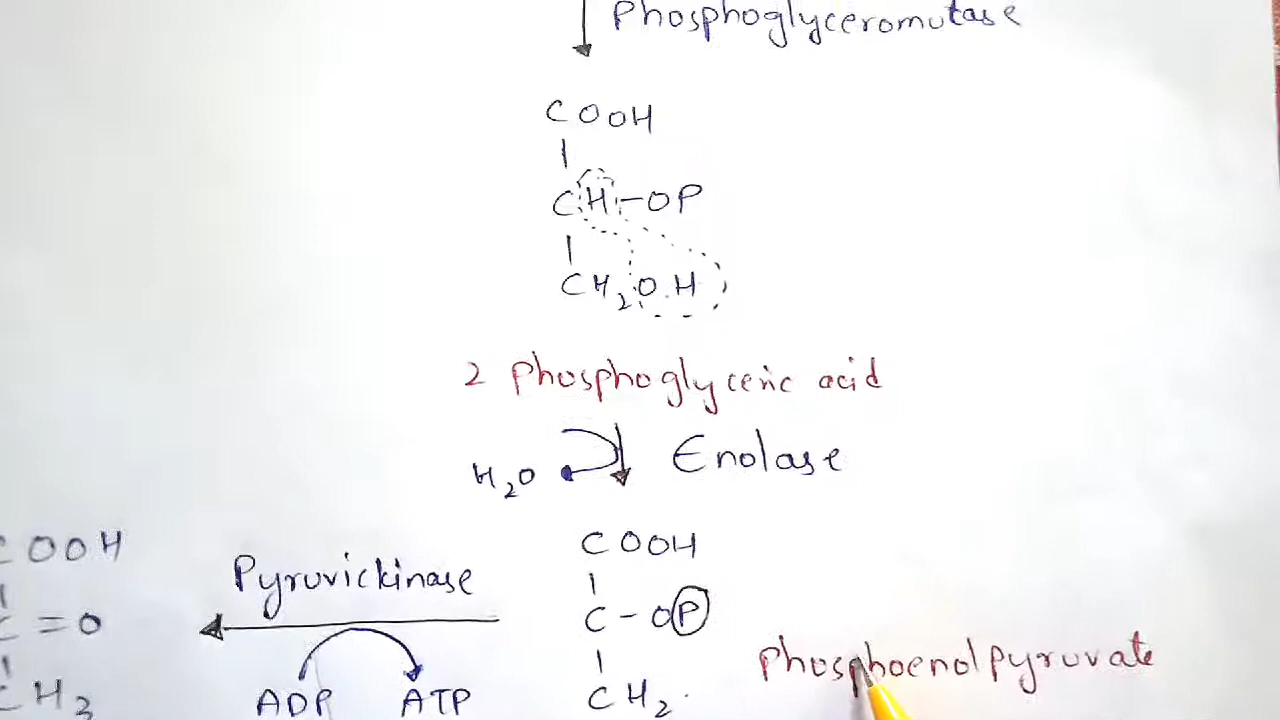 Phosphoglyceromutase
COOH
|
CH-OP
|
CH2OH
2 Phosphoglyceric acid
H2O Enolase
COOH
|
C-OP
|
CH2
Phosphoenolpyruvate
Pyruvickinase
ADP ATP
COOH
|
C=O
|
CH3